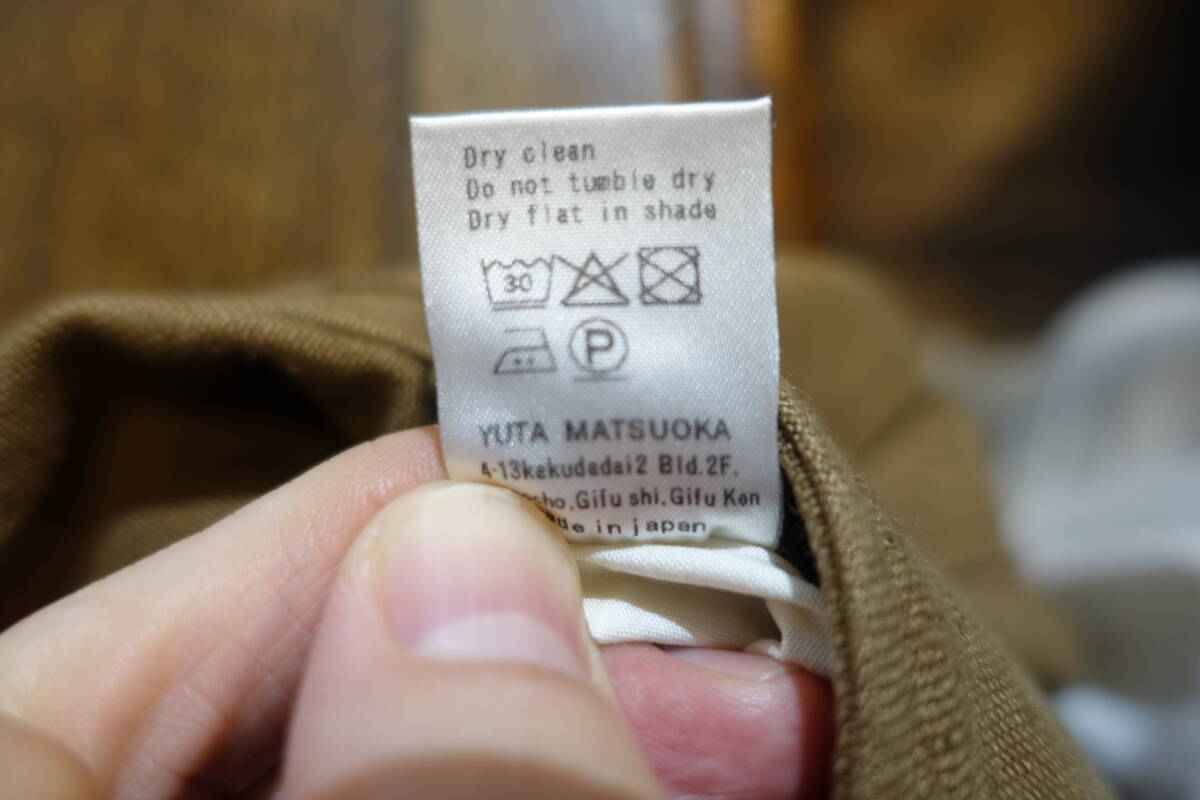 Dry clean
Do not tumble dry
Dry flat in shade
30
P
YUTA MATSUOKA
4-13kakudadai2 Bld.2F.
Gifu shi.Gifu Ken
in japan